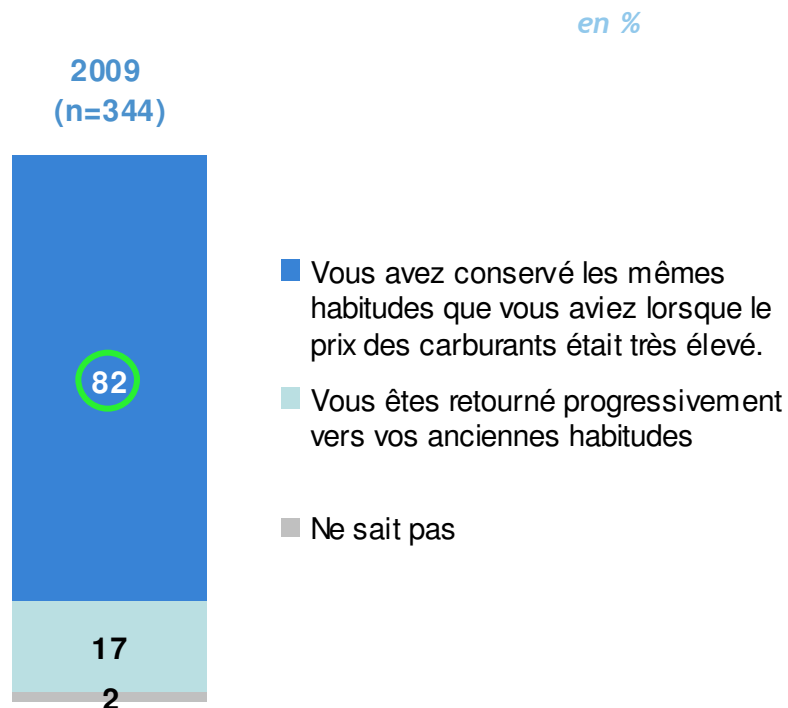 en %
2009
(n=344)
82
17
2
Vous avez conservé les mêmes
habitudes que vous aviez lorsque le
prix des carburants était très élevé.
Vous êtes retourné progressivement
vers vos anciennes habitudes
Ne sait pas